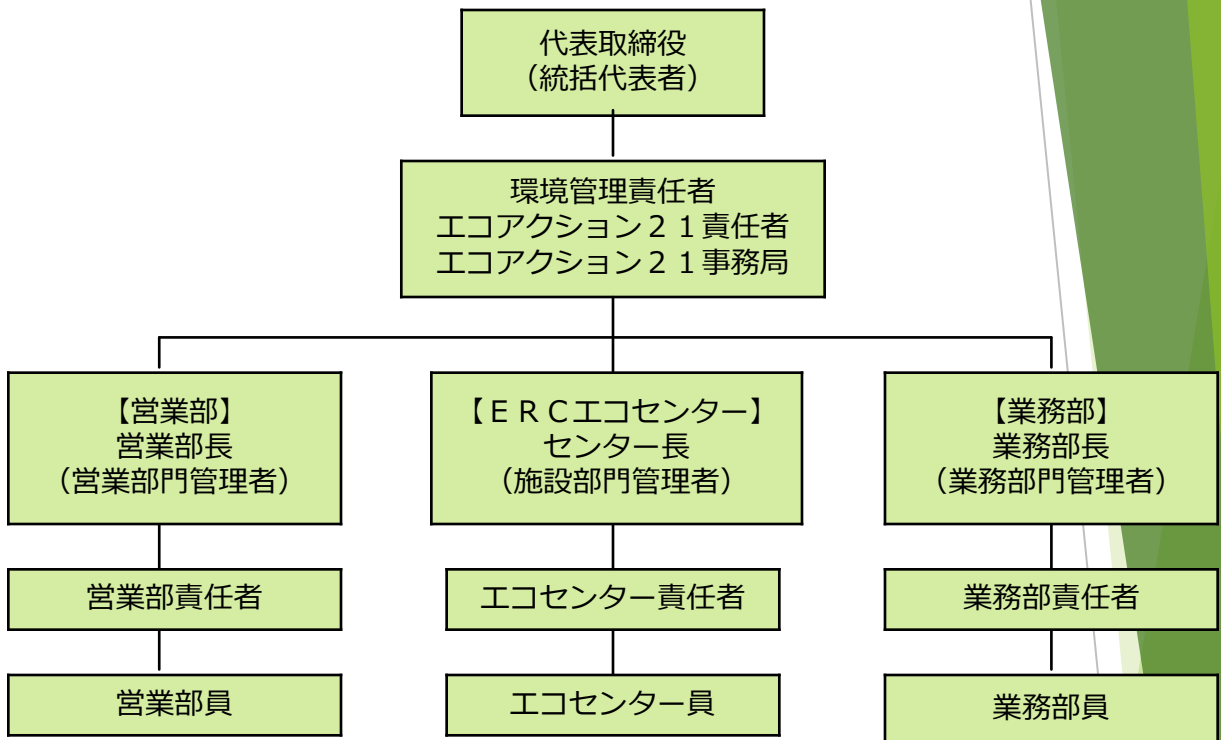 代表取締役
（統括代表者）
環境管理責任者
エコアクション２１責任者
エコアクション２１事務局
【営業部】
営業部長
（営業部門管理者）
【ＥＲＣエコセンター】
センター長
（施設部門管理者）
【業務部】
業務部長
（業務部門管理者）
営業部責任者
エコセンター責任者
業務部責任者
営業部員
エコセンター員
業務部員